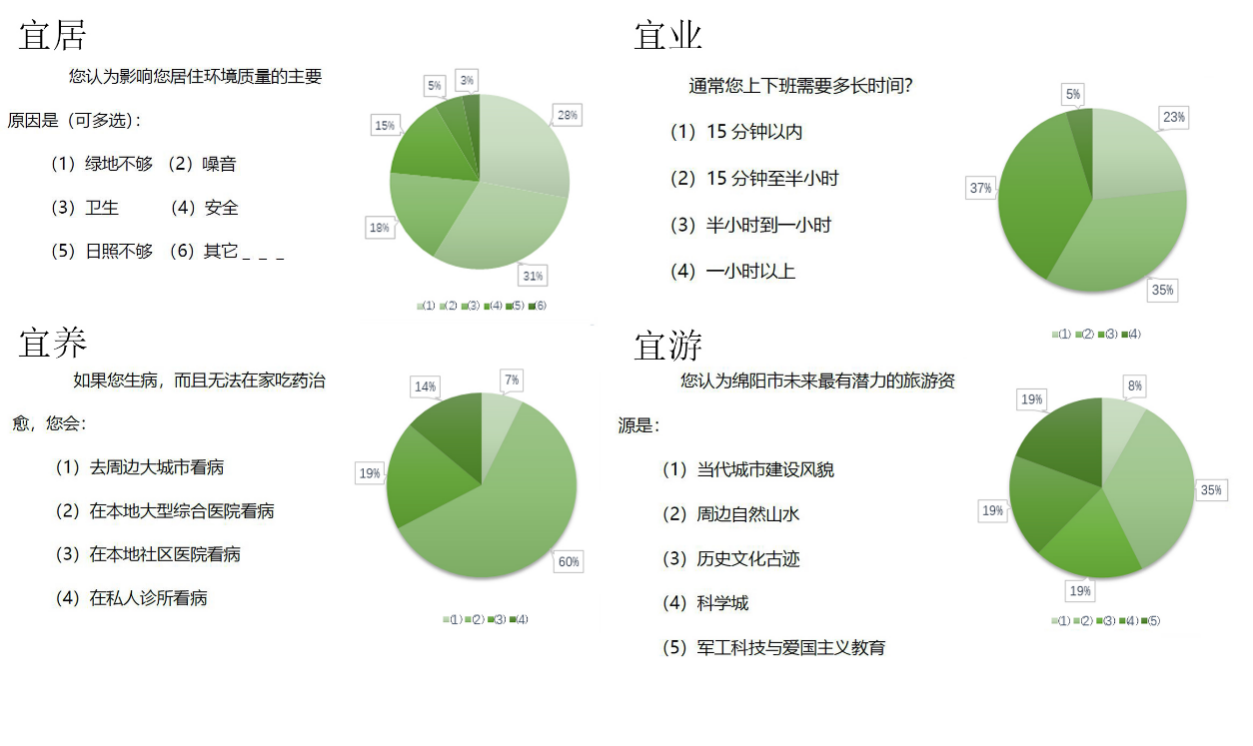 宜居
您认为影响您居住环境质量的主要
原因是（可多选）：
（1）绿地不够 （2）噪音
（3）卫生 （4）安全
（5）日照不够 （6）其它_ _ _
28%
31%
18%
15%
5%
3%
(1) (2) (3) (4) (5) (6)
宜业
通常您上下班需要多长时间？
（1）15 分钟以内
（2）15 分钟至半小时
（3）半小时到一小时
（4）一小时以上
23%
35%
37%
5%
(1) (2) (3) (4)
宜养
如果您生病，而且无法在家吃药治
愈，您会：
（1）去周边大城市看病
（2）在本地大型综合医院看病
（3）在本地社区医院看病
（4）在私人诊所看病
7%
60%
19%
14%
(1) (2) (3) (4)
宜游
您认为绵阳市未来最有潜力的旅游资
源是：
（1）当代城市建设风貌
（2）周边自然山水
（3）历史文化古迹
（4）科学城
（5）军工科技与爱国主义教育
8%
35%
19%
19%
19%
(1) (2) (3) (4) (5)